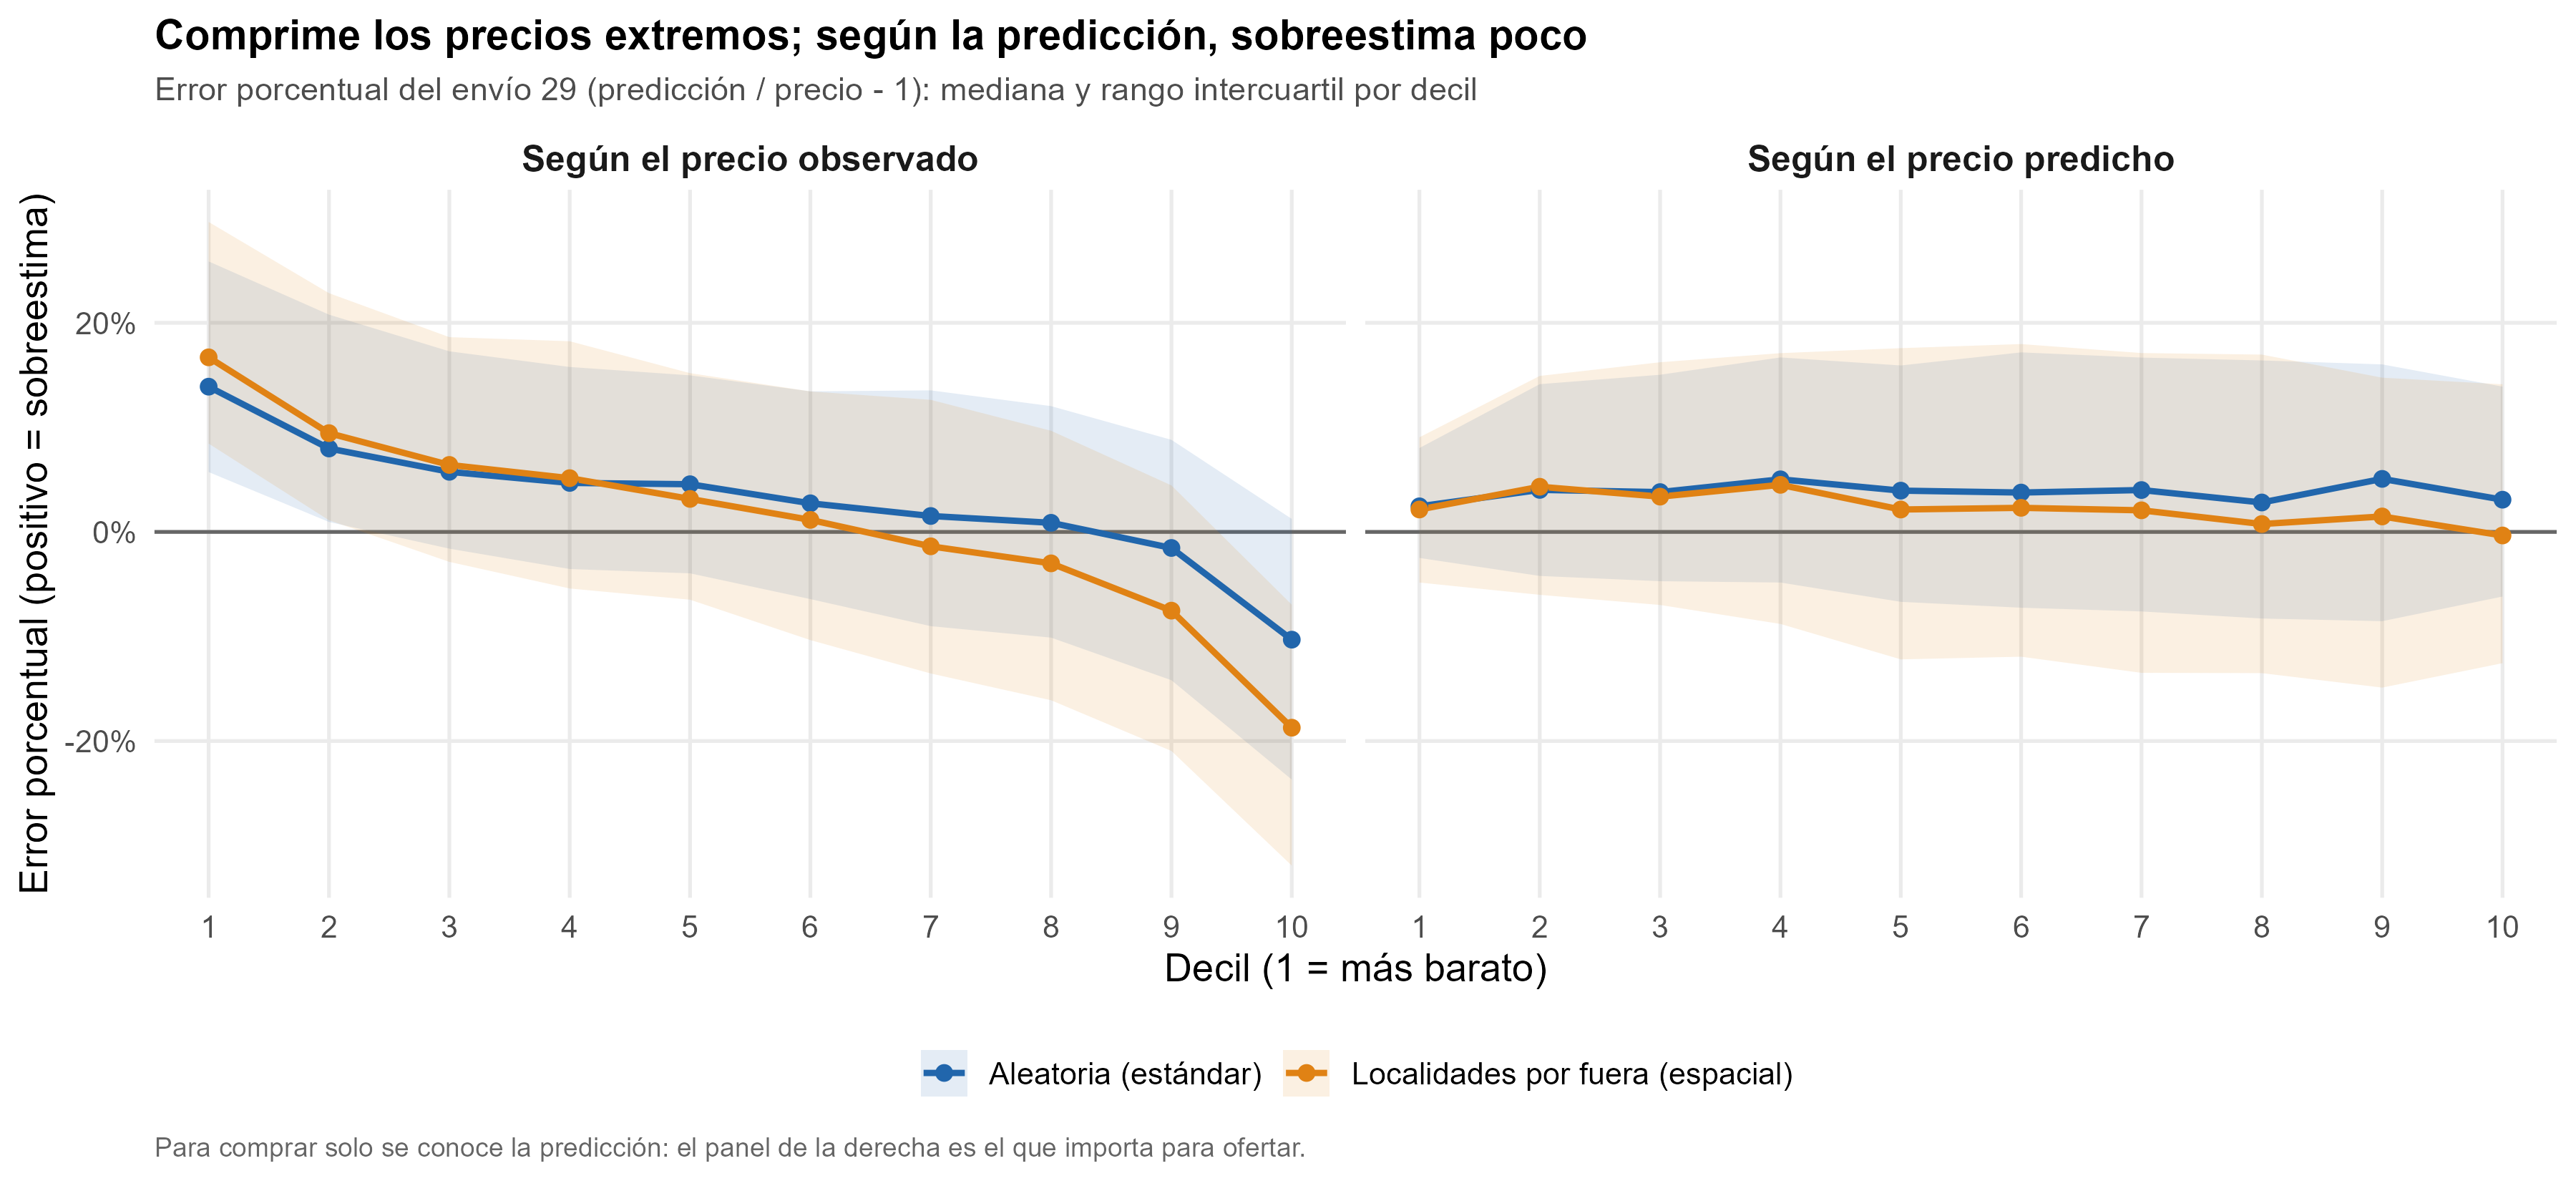 Comprime los precios extremos; según la predicción, sobreestima poco
Error porcentual del envío 29 (predicción / precio - 1): mediana y rango intercuartil por decil
Según el precio observado
Según el precio predicho
Error porcentual (positivo = sobreestima)
20%
0%
-20%
1 2 3 4 5 6 7 8 9 10
1 2 3 4 5 6 7 8 9 10
Decil (1 = más barato)
Aleatoria (estándar)
Localidades por fuera (espacial)
Para comprar solo se conoce la predicción: el panel de la derecha es el que importa para ofertar.